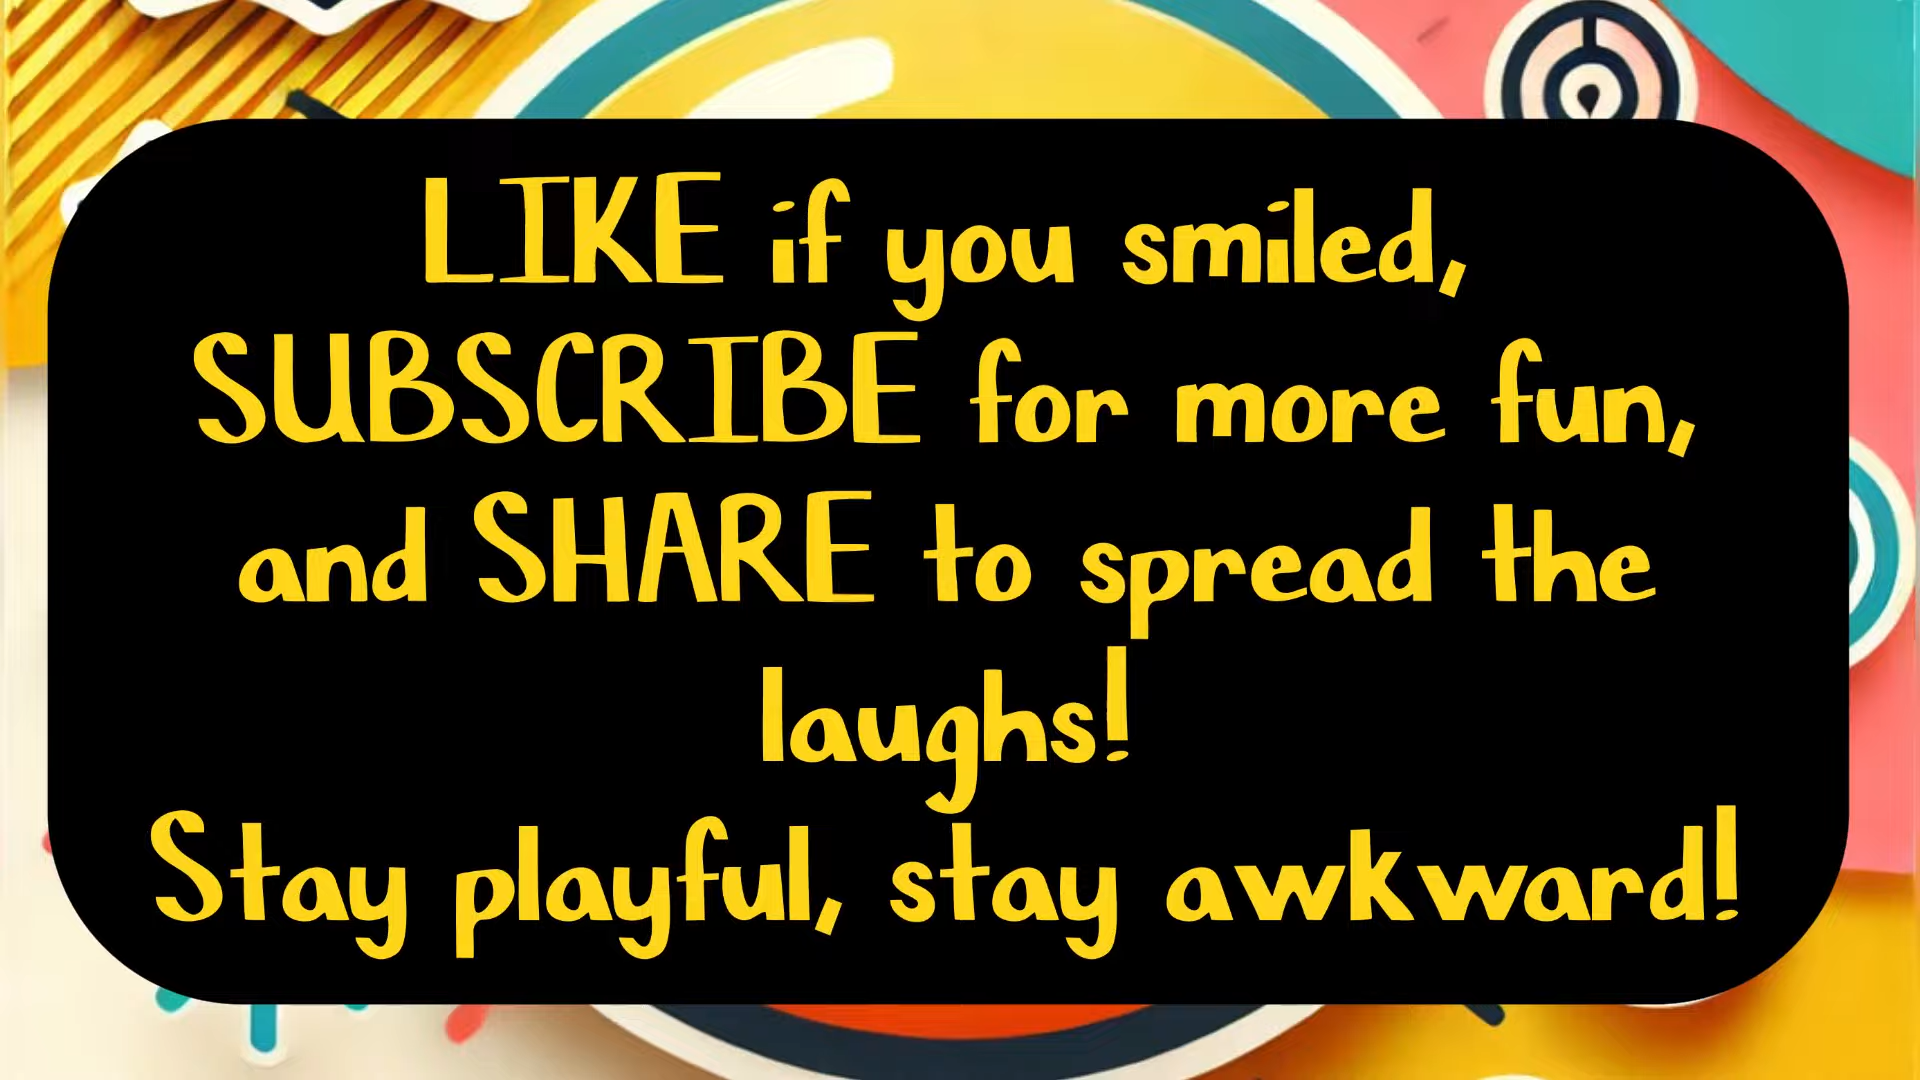 LIKE if you smiled,
SUBSCRIBE for more fun,
and SHARE to spread the
laughs!
Stay playful, stay awkward!